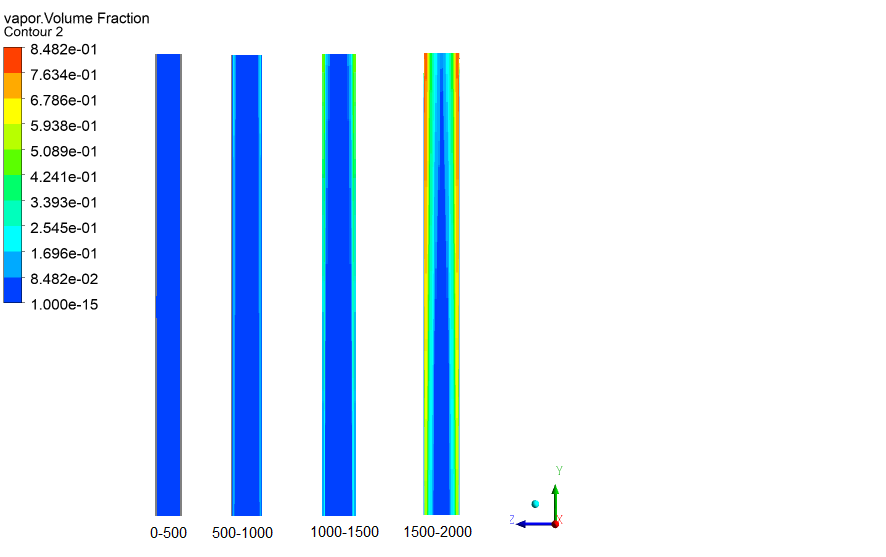 vapor.Volume Fraction
Contour 2
8.482e-01
7.634e-01
6.786e-01
5.938e-01
5.089e-01
4.241e-01
3.393e-01
2.545e-01
1.696e-01
8.482e-02
1.000e-15
0-500 500-1000 1000-1500 1500-2000
Y
Z X